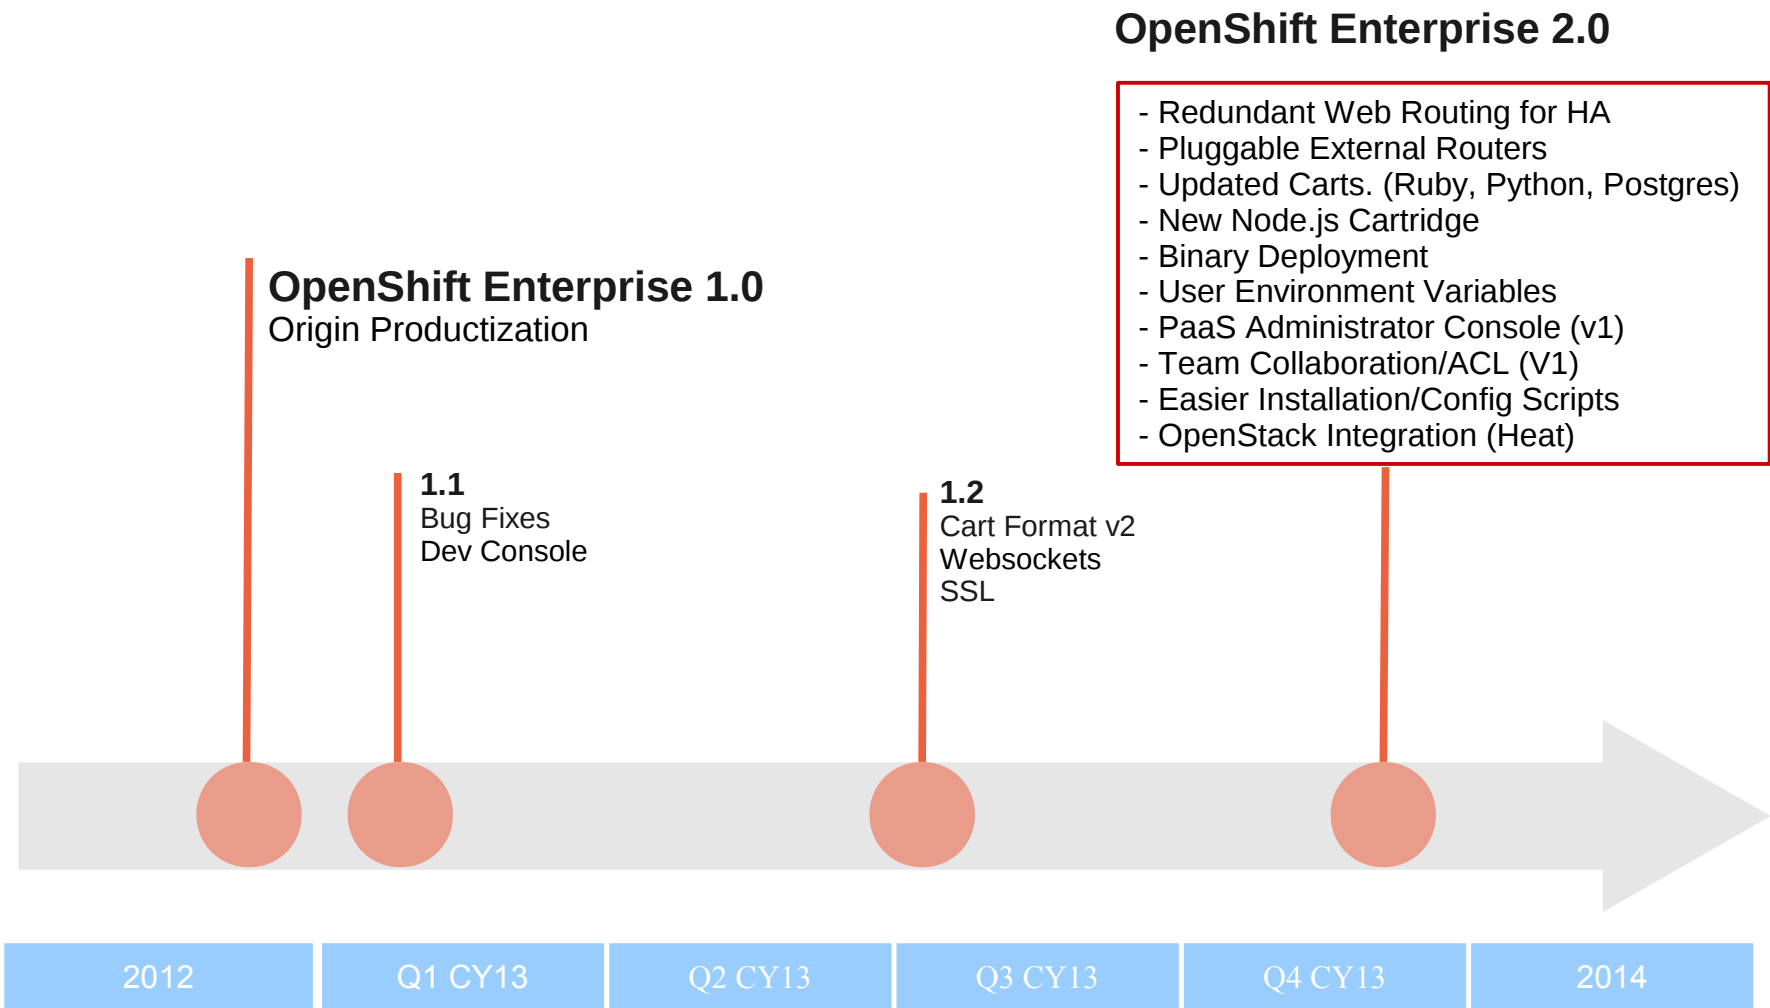 OpenShift Enterprise 2.0
- Redundant Web Routing for HA
- Pluggable External Routers
- Updated Carts. (Ruby, Python, Postgres)
- New Node.js Cartridge
- Binary Deployment
- User Environment Variables
- PaaS Administrator Console (v1)
- Team Collaboration/ACL (V1)
- Easier Installation/Config Scripts
- OpenStack Integration (Heat)
OpenShift Enterprise 1.0
Origin Productization
1.1
Bug Fixes
Dev Console
1.2
Cart Format v2
Websockets
SSL
2012
Q1 CY13
Q2 CY13
Q3 CY13
Q4 CY13
2014